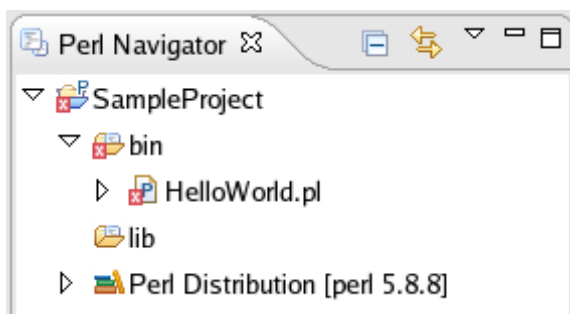 Perl Navigator
SampleProject
bin
HelloWorld.pl
lib
Perl Distribution [perl 5.8.8]